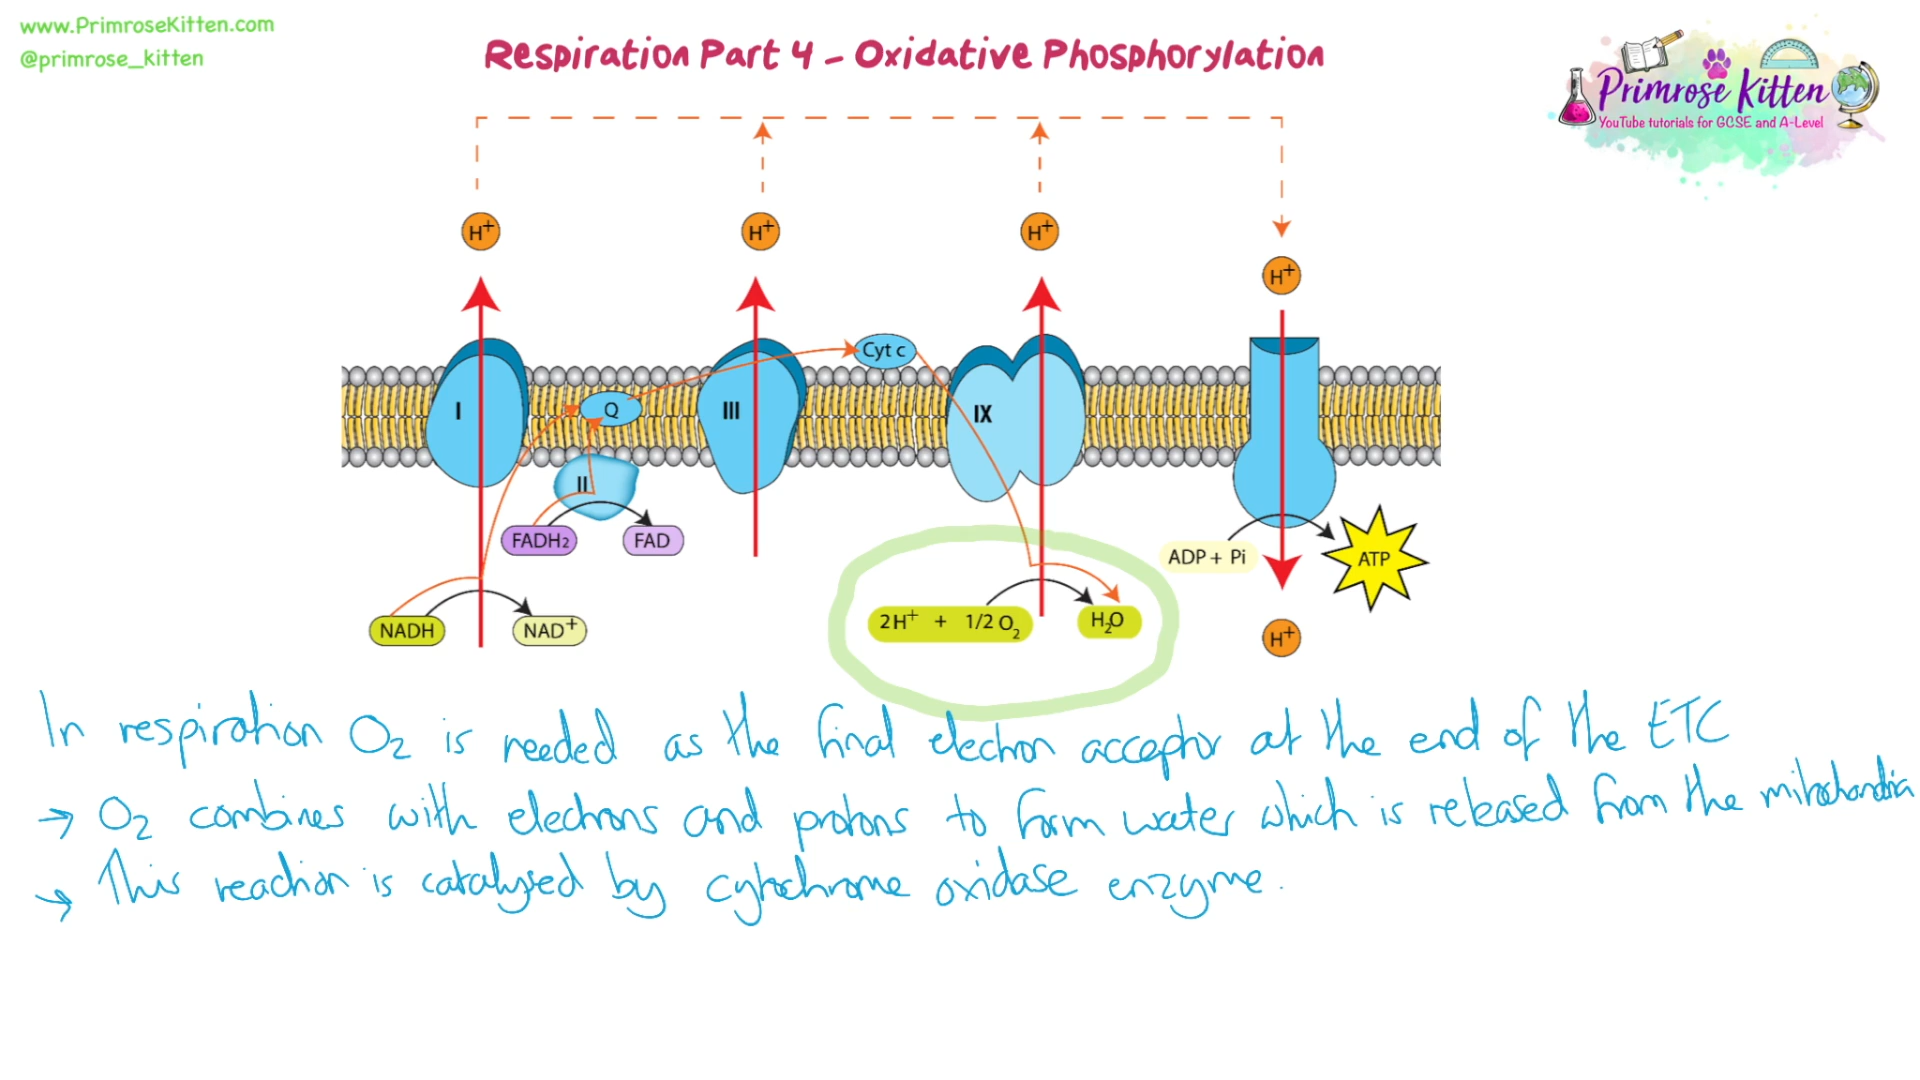 www.PrimroseKitten.com
@primrose_kitten
Respiration Part 4 - Oxidative Phosphorylation
Primrose Kitten
YouTube tutorials for GCSE and A-Level
H+ H+ H+ H+
Cyt c
I Q III IX
II
FADH2 FAD
ADP + Pi ATP
NADH NAD+
2H+ + 1/2 O2 H2O
H+
In respiration O2 is needed as the final electron acceptor at the end of the ETC
→ O2 combines with electrons and protons to form water which is released from the mitochondria
→ This reaction is catalysed by cytochrome oxidase enzyme.